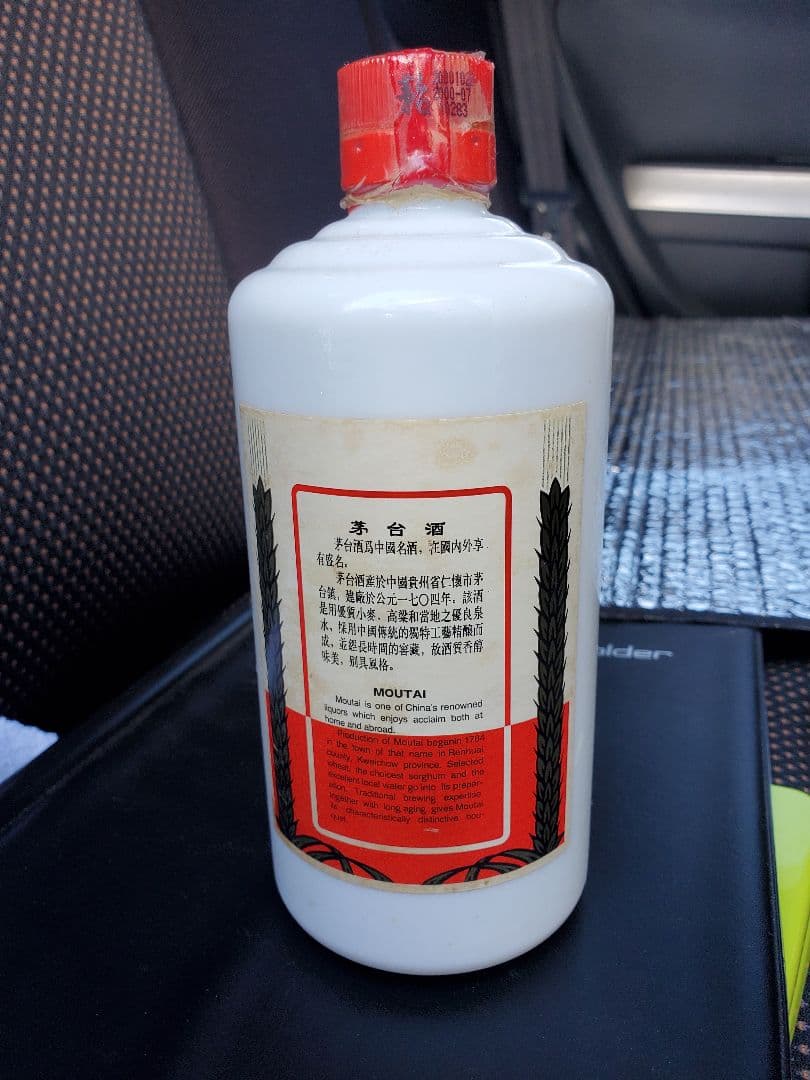 2000-07
1283
茅台酒
茅台酒爲中國名酒，在國內外享
有盛名。
茅台酒產於中國貴州省仁懷市茅
台鎮，建廠於公元一七〇四年。該酒
是用優質小麥、高粱和當地之優良泉
水，採用中國傳統的獨特工藝精釀而
成，並經長時間的窖藏，故酒質香醇
味美，別具風格。
MOUTAI
Moutai is one of China's renowned
liquors which enjoys acclaim both at
home and abroad.
Production of Moutai began in 1704
in the town of that name in Renhuai
county, Kweichow province. Selected
wheat, the choicest sorghum and the
excellent local water go into its prepar-
ation. Traditional brewing expertise
together with long aging, gives Moutai
its characteristically distinctive bou-
quet.
older